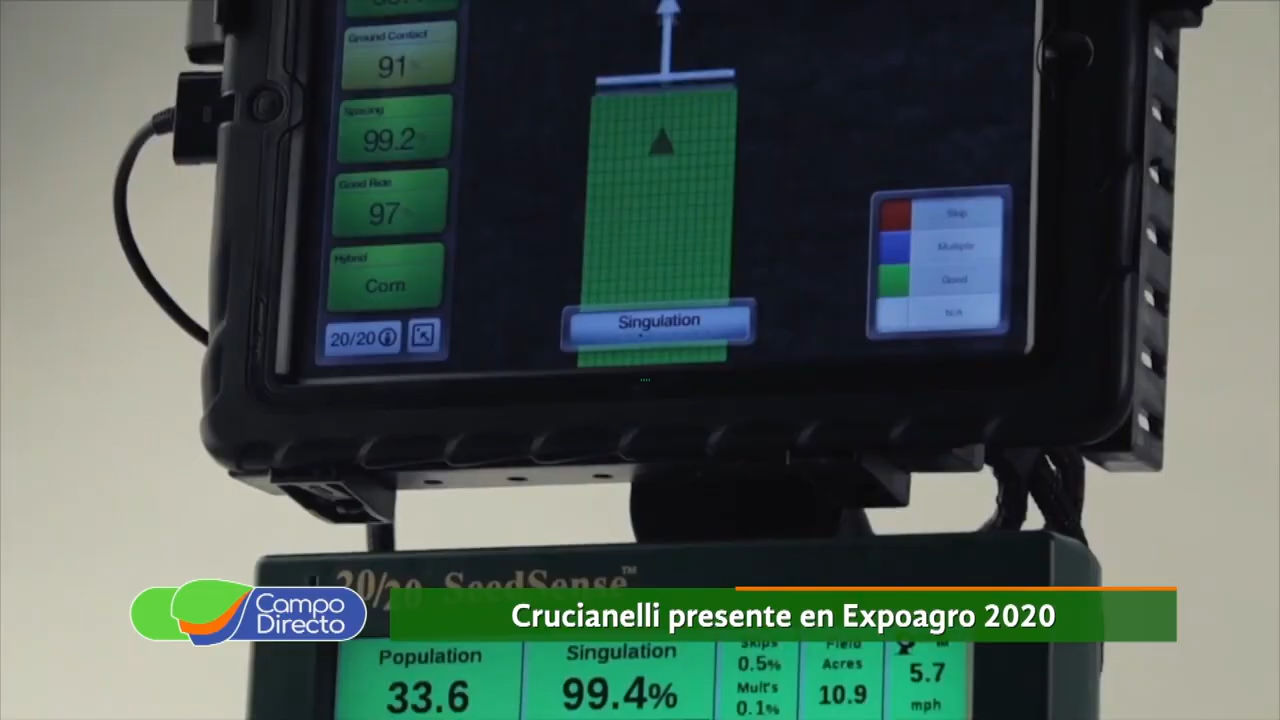 Ground Contact
91
Spacing
99.2
Good Ride
97
Hybrid
Corn
20/20
Singulation
Skip
Multiple
Good
N/A
20/20 SeedSense™
Campo
Directo
Crucianelli presente en Expoagro 2020
Population
33.6
Singulation
99.4%
Skips
0.5%
Mult's
0.1%
Field
Acres
10.9
5.7
mph